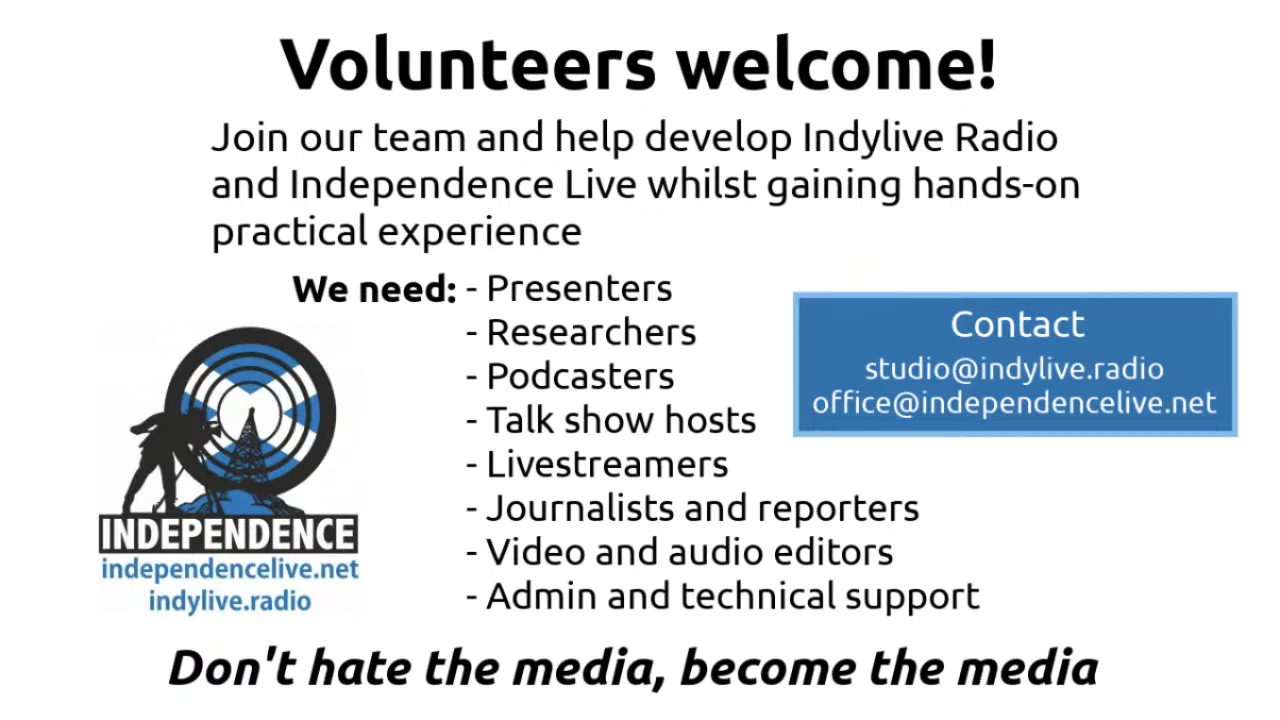 Volunteers welcome!
Join our team and help develop Indylive Radio
and Independence Live whilst gaining hands-on
practical experience
We need: - Presenters
- Researchers
- Podcasters
- Talk show hosts
- Livestreamers
- Journalists and reporters
- Video and audio editors
- Admin and technical support
Contact
studio@indylive.radio
office@independencelive.net
INDEPENDENCE
independencelive.net
indylive.radio
Don't hate the media, become the media